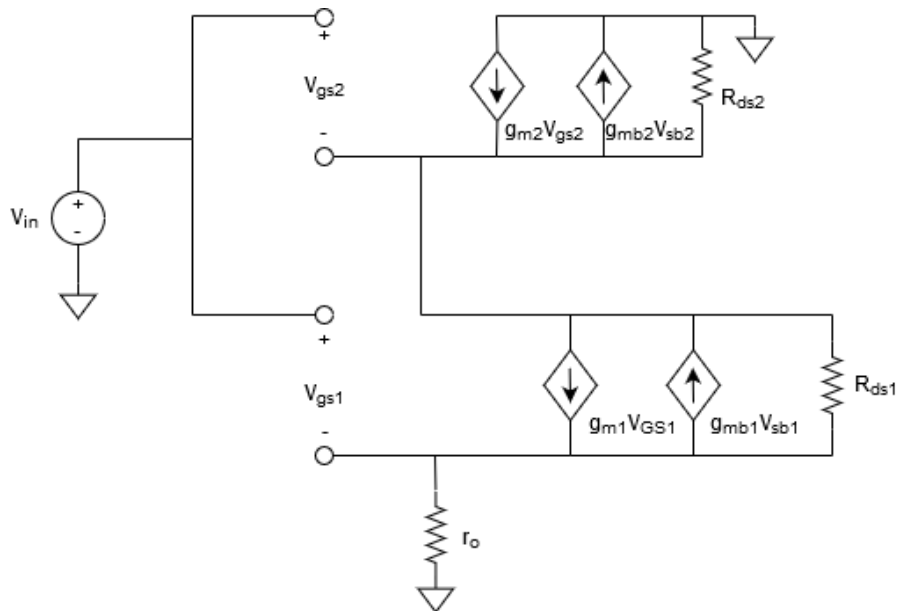 +
V_gs2
-
g_m2V_gs2
g_mb2V_sb2
R_ds2
V_in
+
-
+
V_gs1
-
g_m1V_GS1
g_mb1V_sb1
R_ds1
r_o